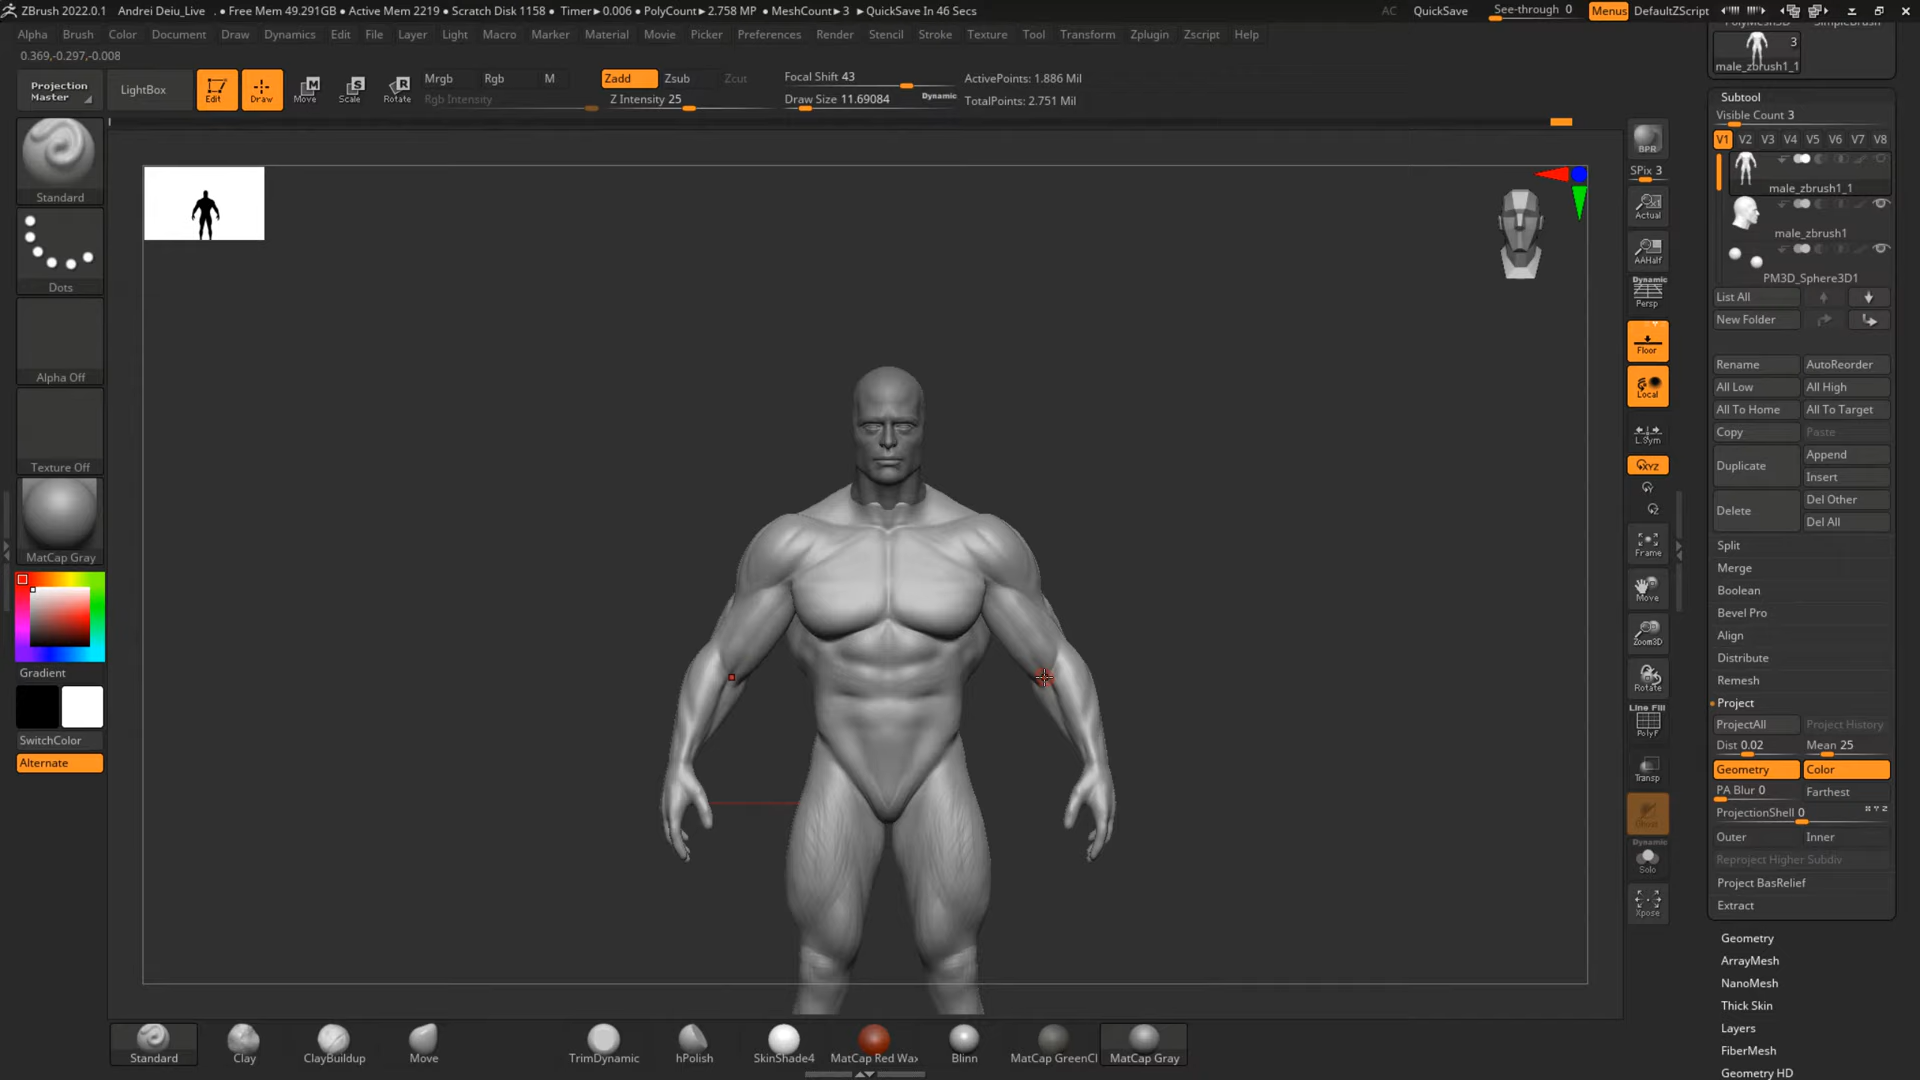 ZBrush 2022.0.1 Andrei Deiu_Live . • Free Mem 49.291GB • Active Mem 2219 • Scratch Disk 1158 • Timer▸0.006 • PolyCount▸2.758 MP • MeshCount▸3 • QuickSave In 46 Secs AC QuickSave See-through 0 Menus DefaultZScript
Alpha Brush Color Document Draw Dynamics Edit File Layer Light Macro Marker Material Movie Picker Preferences Render Stencil Stroke Texture Tool Transform Zplugin Zscript Help
0.369,-0.297,-0.008
Projection Master
LightBox
Edit
Draw
Move
Scale
Rotate
Mrgb Rgb M
Rgb Intensity
Zadd Zsub Zcut
Z Intensity 25
Focal Shift 43
Draw Size 11.69084
Dynamic
ActivePoints: 1.886 Mil
TotalPoints: 2.751 Mil
Standard
Dots
Alpha Off
Texture Off
MatCap Gray
Gradient
SwitchColor
Alternate
BPR
SPix 3
Actual
AAHalf
Dynamic
Persp
Floor
Local
L.Sym
XYZ
Frame
Move
Zoom3D
Rotate
Line Fill
PolyF
Transp
Ghost
Dynamic
Solo
Xpose
3
male_zbrush1_1
Subtool
Visible Count 3
V1 V2 V3 V4 V5 V6 V7 V8
male_zbrush1_1
male_zbrush1
PM3D_Sphere3D1
List All
New Folder
Rename AutoReorder
All Low All High
All To Home All To Target
Copy Paste
Duplicate Append
Insert
Delete Del Other
Del All
Split
Merge
Boolean
Bevel Pro
Align
Distribute
Remesh
Project
ProjectAll Project History
Dist 0.02 Mean 25
Geometry Color
PA Blur 0 Farthest
ProjectionShell 0 X Y Z
Outer Inner
Reproject Higher Subdiv
Project BasRelief
Extract
Geometry
ArrayMesh
NanoMesh
Thick Skin
Layers
FiberMesh
Geometry HD
Standard Clay ClayBuildup Move TrimDynamic hPolish SkinShade4 MatCap Red Wax Blinn MatCap GreenCl MatCap Gray